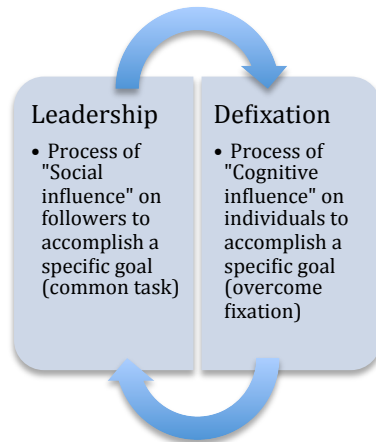 Leadership
• Process of
"Social
influence" on
followers to
accomplish a
specific goal
(common task)
Defixation
• Process of
"Cognitive
influence" on
individuals to
accomplish a
specific goal
(overcome
fixation)